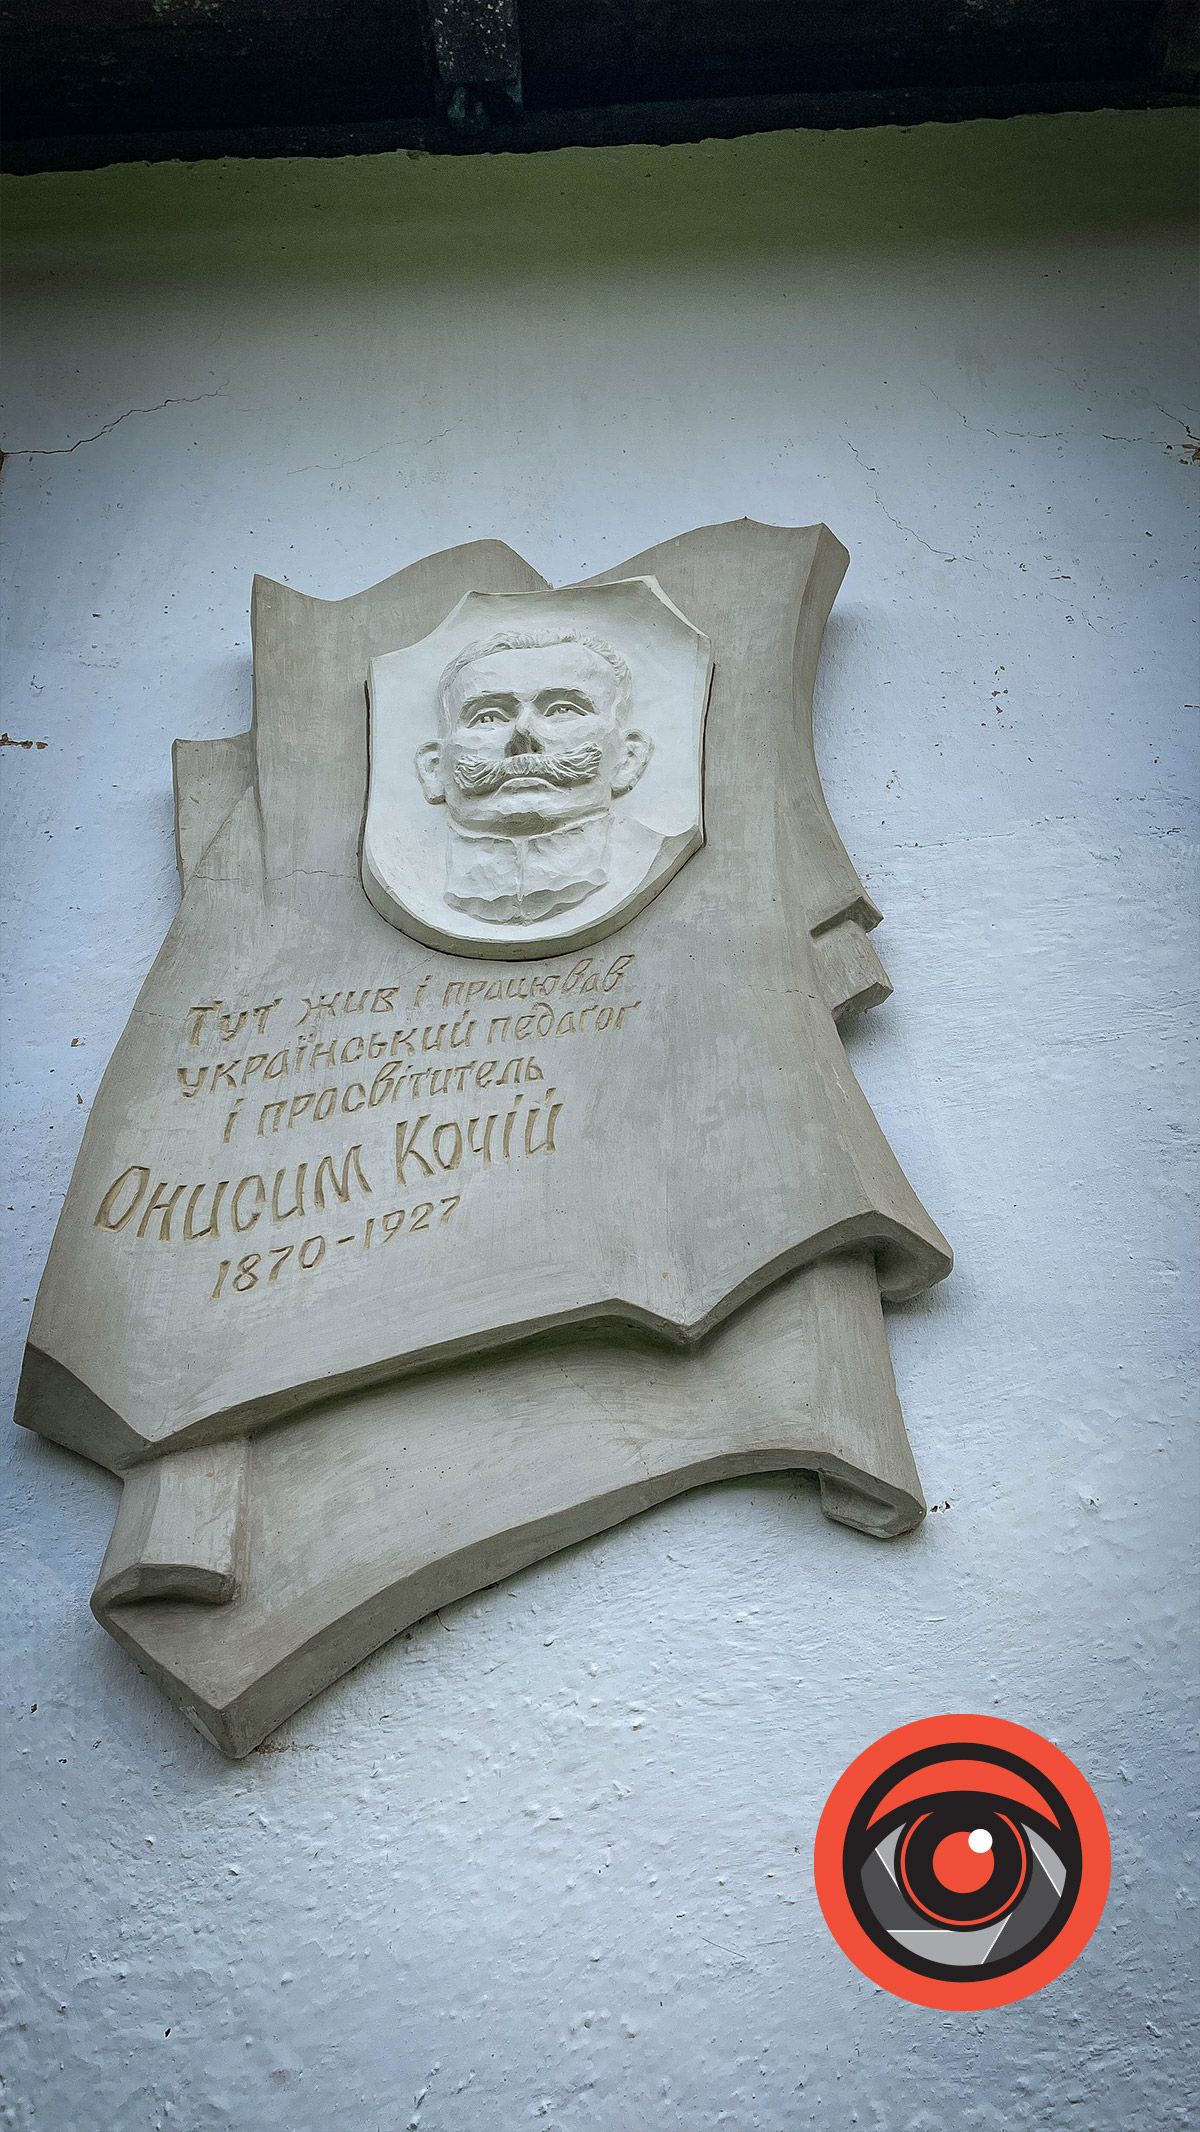 Тут жив і працював
український педагог
і просвітитель
Онисим Кочій
1870-1927